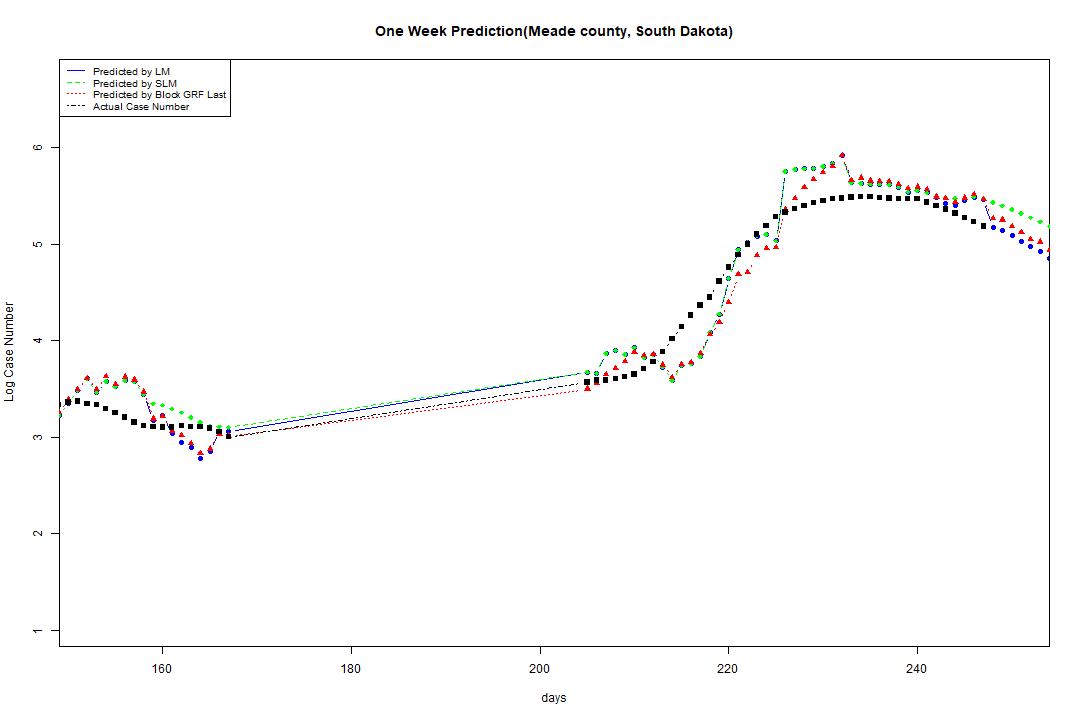 One Week Prediction(Meade county, South Dakota)
Predicted by LM
Predicted by SLM
Predicted by Block GRF Last
Actual Case Number
Log Case Number
6
5
4
3
2
1
160 180 200 220 240
days